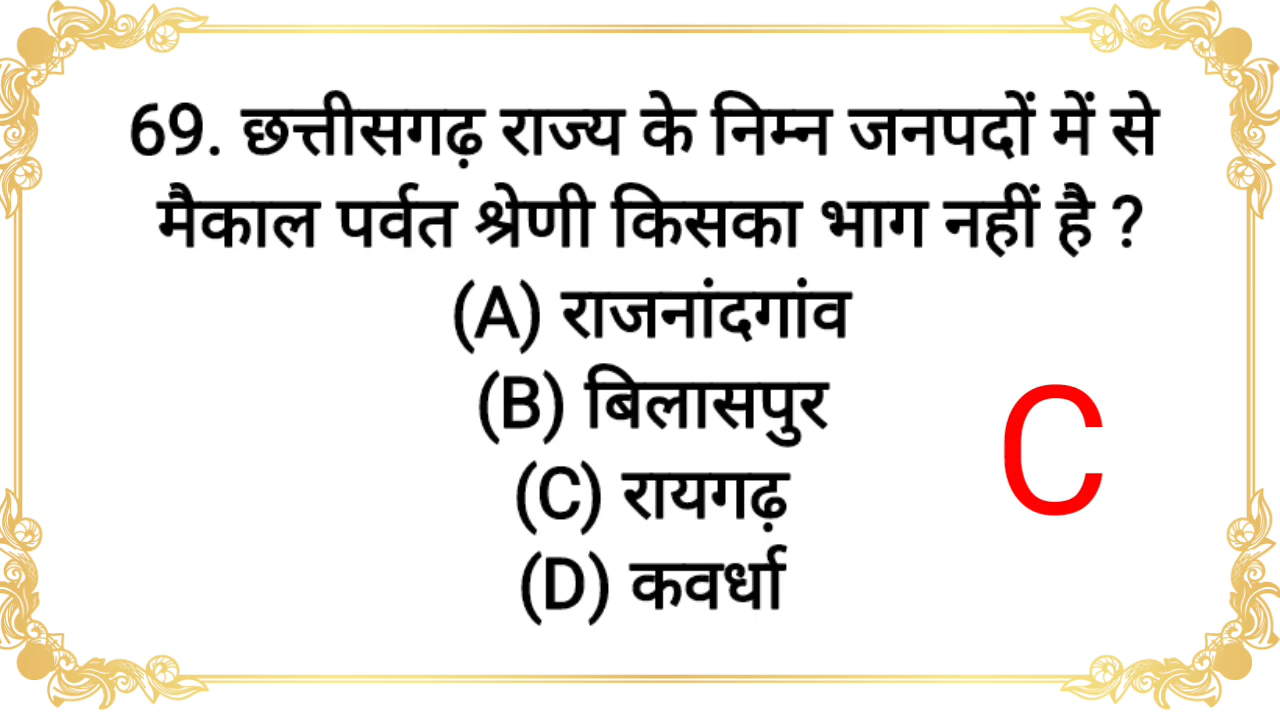 69. छत्तीसगढ़ राज्य के निम्न जनपदों में से
मैकाल पर्वत श्रेणी किसका भाग नहीं है ?
(A) राजनांदगांव
(B) बिलासपुर
(C) रायगढ़
(D) कवर्धा
C